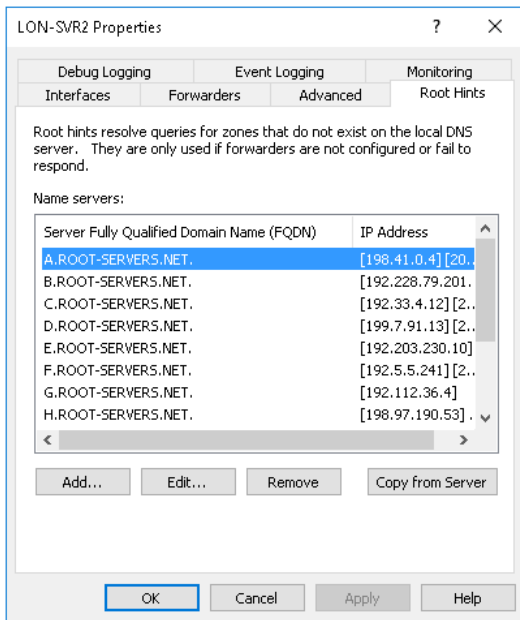 LON-SVR2 Properties
Debug Logging Event Logging Monitoring
Interfaces Forwarders Advanced Root Hints
Root hints resolve queries for zones that do not exist on the local DNS
server. They are only used if forwarders are not configured or fail to
respond.
Name servers:
Server Fully Qualified Domain Name (FQDN) IP Address
A.ROOT-SERVERS.NET. [198.41.0.4] [20...
B.ROOT-SERVERS.NET. [192.228.79.201.
C.ROOT-SERVERS.NET. [192.33.4.12] [2...
D.ROOT-SERVERS.NET. [199.7.91.13] [2...
E.ROOT-SERVERS.NET. [192.203.230.10]
F.ROOT-SERVERS.NET. [192.5.5.241] [2...
G.ROOT-SERVERS.NET. [192.112.36.4]
H.ROOT-SERVERS.NET. [198.97.190.53] .
Add... Edit... Remove Copy from Server
OK Cancel Apply Help